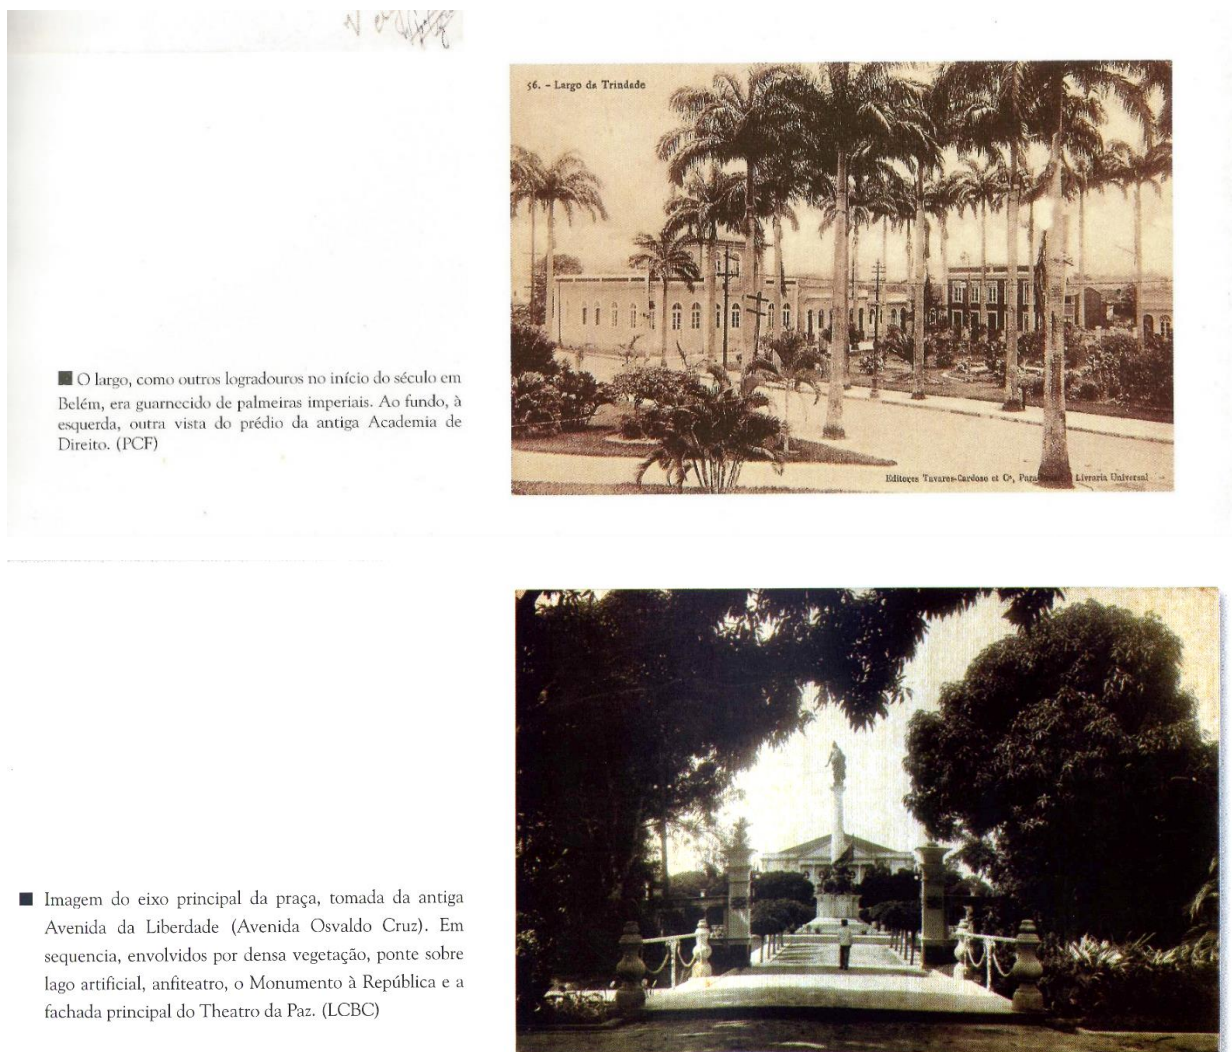 56. - Largo da Trindade
■ O largo, como outros logradouros no início do século em
Belém, era guarnecido de palmeiras imperiais. Ao fundo, à
esquerda, outra vista do prédio da antiga Academia de
Direito. (PCF)
Editores Tavares-Cardoso et Cª, Livraria Universal
■ Imagem do eixo principal da praça, tomada da antiga
Avenida da Liberdade (Avenida Osvaldo Cruz). Em
sequencia, envolvidos por densa vegetação, ponte sobre
lago artificial, anfiteatro, o Monumento à República e a
fachada principal do Theatro da Paz. (LCBC)